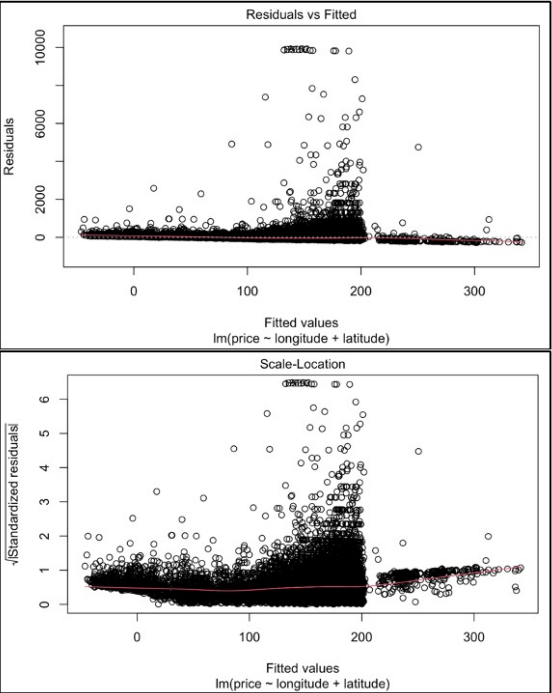 Residuals vs Fitted
Residuals
0 2000 6000 10000
0 100 200 300
Fitted values
lm(price ~ longitude + latitude)
Scale-Location
√|Standardized residuals|
0 1 2 3 4 5 6
0 100 200 300
Fitted values
lm(price ~ longitude + latitude)